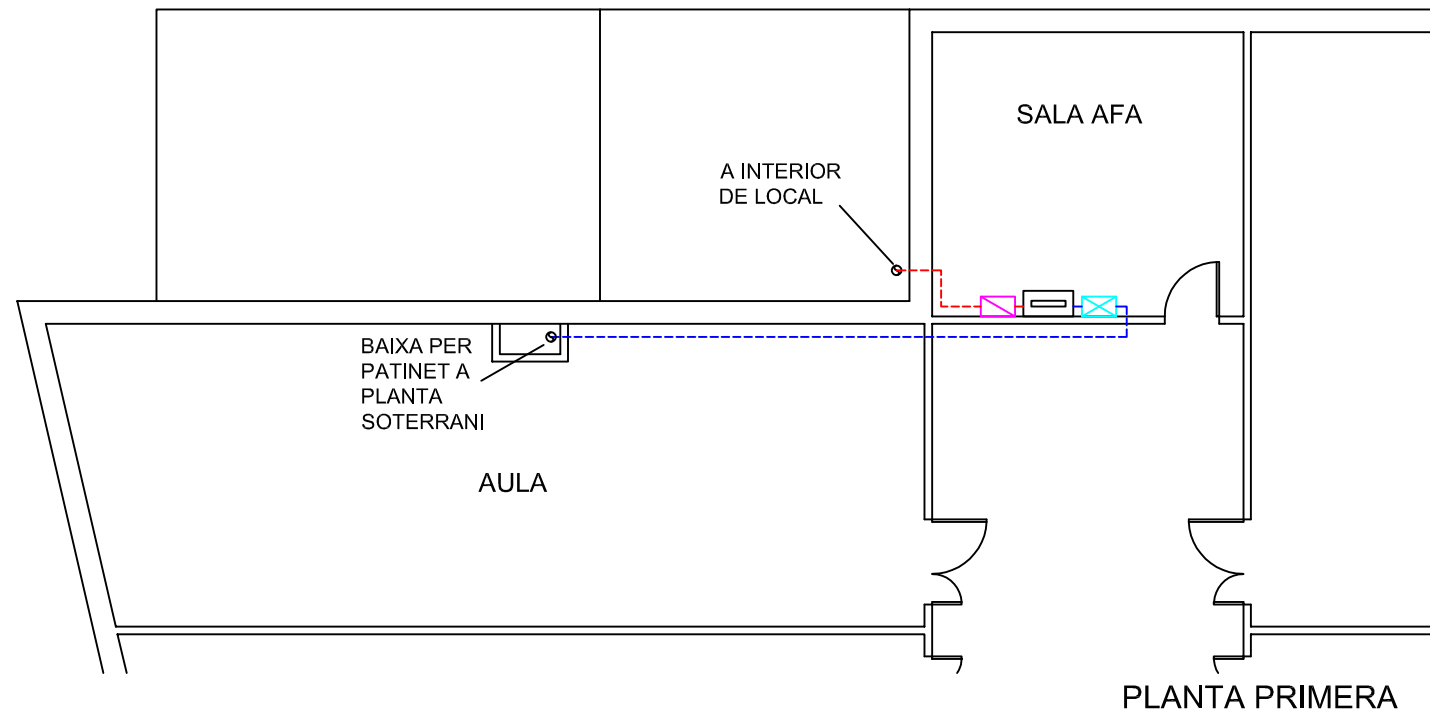 SALA AFA
A INTERIOR
DE LOCAL
BAIXA PER
PATINET A
PLANTA
SOTERRANI
AULA
PLANTA PRIMERA